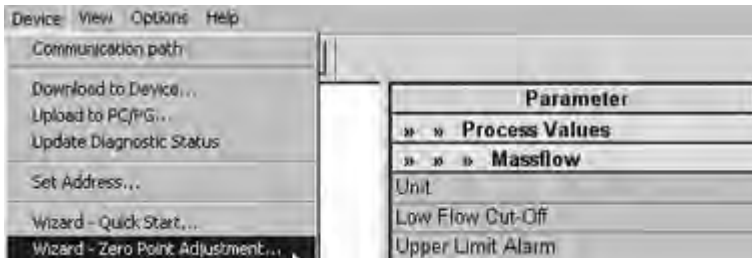 Device View Options Help
Communication path
Download to Device...
Upload to PC/PG...
Update Diagnostic Status
Set Address...
Wizard - Quick Start...
Wizard - Zero Point Adjustment...
Parameter
» » Process Values
» » » Massflow
Unit
Low Flow Cut-Off
Upper Limit Alarm